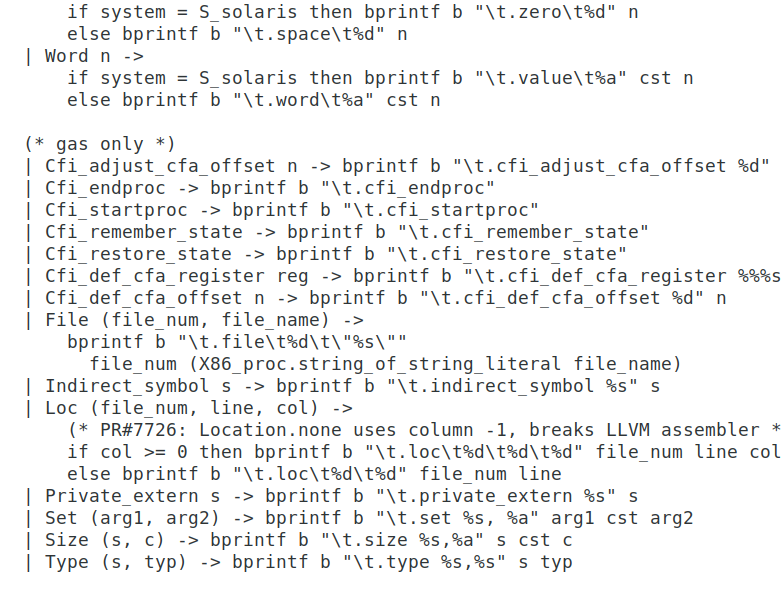 if system = S_solaris then bprintf b "\t.zero\t%d" n
    else bprintf b "\t.space\t%d" n
| Word n ->
    if system = S_solaris then bprintf b "\t.value\t%a" cst n
    else bprintf b "\t.word\t%a" cst n

(* gas only *)
| Cfi_adjust_cfa_offset n -> bprintf b "\t.cfi_adjust_cfa_offset %d"
| Cfi_endproc -> bprintf b "\t.cfi_endproc"
| Cfi_startproc -> bprintf b "\t.cfi_startproc"
| Cfi_remember_state -> bprintf b "\t.cfi_remember_state"
| Cfi_restore_state -> bprintf b "\t.cfi_restore_state"
| Cfi_def_cfa_register reg -> bprintf b "\t.cfi_def_cfa_register %%%s
| Cfi_def_cfa_offset n -> bprintf b "\t.cfi_def_cfa_offset %d" n
| File (file_num, file_name) ->
    bprintf b "\t.file\t%d\t\"%s\""
      file_num (X86_proc.string_of_string_literal file_name)
| Indirect_symbol s -> bprintf b "\t.indirect_symbol %s" s
| Loc (file_num, line, col) ->
    (* PR#7726: Location.none uses column -1, breaks LLVM assembler *
    if col >= 0 then bprintf b "\t.loc\t%d\t%d\t%d" file_num line col
    else bprintf b "\t.loc\t%d\t%d" file_num line
| Private_extern s -> bprintf b "\t.private_extern %s" s
| Set (arg1, arg2) -> bprintf b "\t.set %s, %a" arg1 cst arg2
| Size (s, c) -> bprintf b "\t.size %s,%a" s cst c
| Type (s, typ) -> bprintf b "\t.type %s,%s" s typ